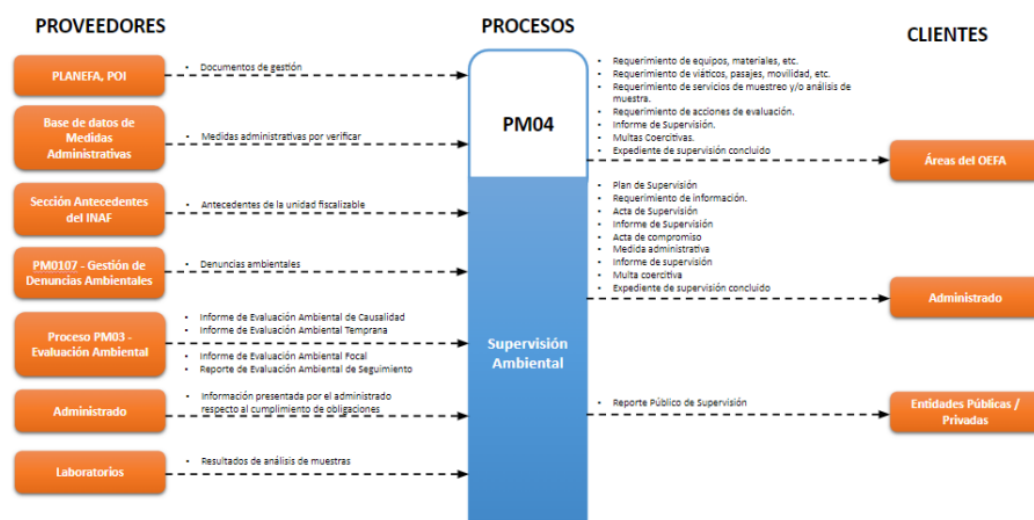 PROVEEDORES
PROCESOS
CLIENTES
PLANEFA, POI
• Documentos de gestión
Base de datos de
Medidas
Administrativas
• Medidas administrativas por verificar
Sección Antecedentes
del INAF
• Antecedentes de la unidad fiscalizable
PM0107 - Gestión de
Denuncias Ambientales
• Denuncias ambientales
Proceso PM03 -
Evaluación Ambiental
• Informe de Evaluación Ambiental de Causalidad
• Informe de Evaluación Ambiental Temprana
• Informe de Evaluación Ambiental Focal
• Reporte de Evaluación Ambiental de Seguimiento
Administrado
• Información presentada por el administrado
respecto al cumplimiento de obligaciones
Laboratorios
• Resultados de análisis de muestras
PM04
Supervisión
Ambiental
• Requerimiento de equipos, materiales, etc.
• Requerimiento de viáticos, pasajes, movilidad, etc.
• Requerimiento de servicios de muestreo y/o análisis de
muestra.
• Requerimiento de acciones de evaluación.
• Informe de Supervisión.
• Multas Coercitivas.
• Expediente de supervisión concluido
Áreas del OEFA
• Plan de Supervisión
• Requerimiento de información.
• Acta de Supervisión
• Informe de Supervisión
• Acta de compromiso
• Medida administrativa
• Informe de supervisión
• Multa coercitiva
• Expediente de supervisión concluido
Administrado
• Reporte Público de Supervisión
Entidades Públicas /
Privadas